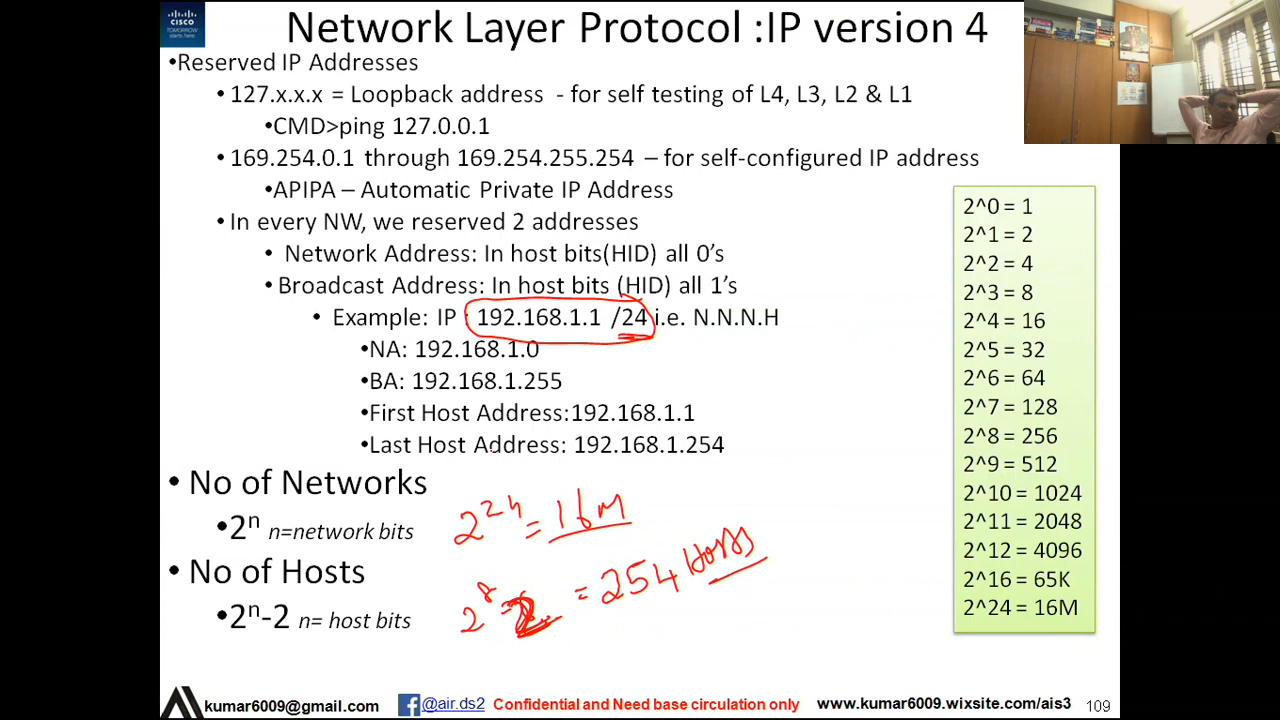 CISCO
TOMORROW
starts here
Network Layer Protocol :IP version 4
•Reserved IP Addresses
•127.x.x.x = Loopback address - for self testing of L4, L3, L2 & L1
•CMD>ping 127.0.0.1
•169.254.0.1 through 169.254.255.254 – for self-configured IP address
•APIPA – Automatic Private IP Address
•In every NW, we reserved 2 addresses
• Network Address: In host bits(HID) all 0's
• Broadcast Address: In host bits (HID) all 1's
• Example: IP : 192.168.1.1 /24 i.e. N.N.N.H
•NA: 192.168.1.0
•BA: 192.168.1.255
•First Host Address:192.168.1.1
•Last Host Address: 192.168.1.254
• No of Networks
•2^n n=network bits
2^24 = 16M
• No of Hosts
•2^n-2 n= host bits
2^8-2 = 254 Hosts
2^0 = 1
2^1 = 2
2^2 = 4
2^3 = 8
2^4 = 16
2^5 = 32
2^6 = 64
2^7 = 128
2^8 = 256
2^9 = 512
2^10 = 1024
2^11 = 2048
2^12 = 4096
2^16 = 65K
2^24 = 16M
kumar6009@gmail.com
@air.ds2
Confidential and Need base circulation only
www.kumar6009.wixsite.com/ais3
109